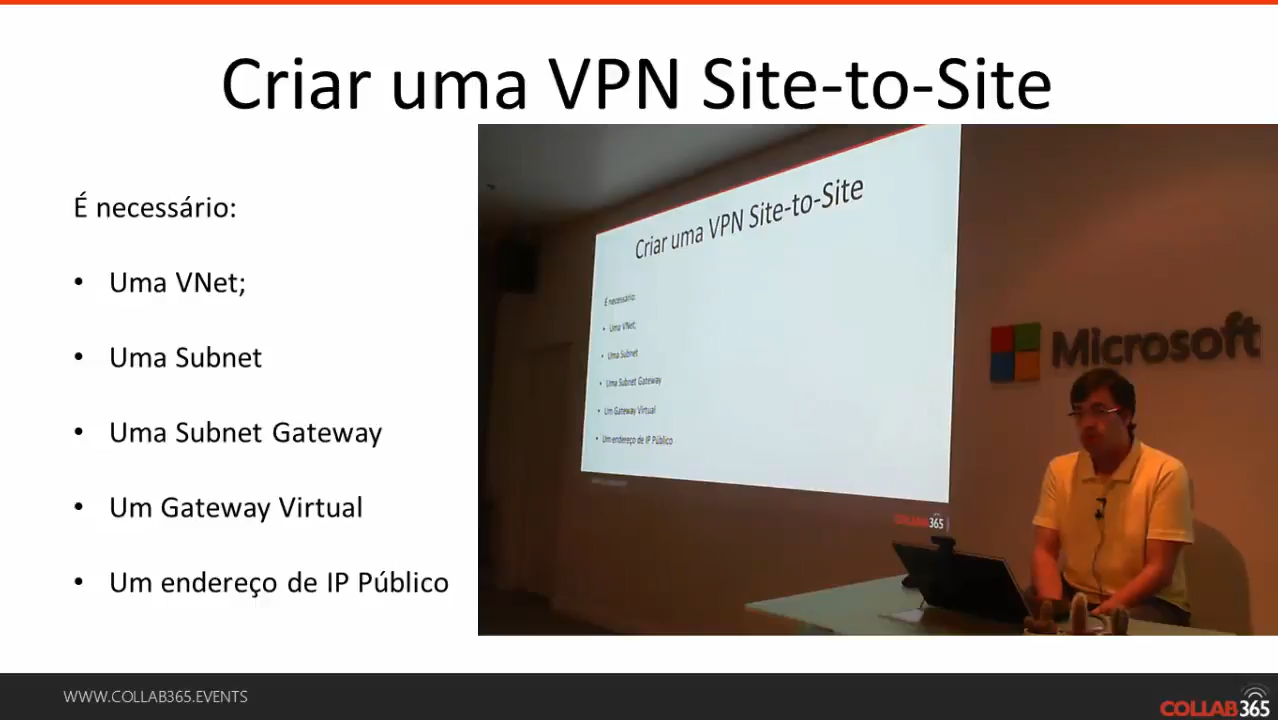 Criar uma VPN Site-to-Site
É necessário:
• Uma VNet;
• Uma Subnet
• Uma Subnet Gateway
• Um Gateway Virtual
• Um endereço de IP Público
Criar uma VPN Site-to-Site
É necessário:
• Uma VNet;
• Uma Subnet
• Uma Subnet Gateway
• Um Gateway Virtual
• Um endereço de IP Público
COLLAB365
Microsoft
WWW.COLLAB365.EVENTS
COLLAB365